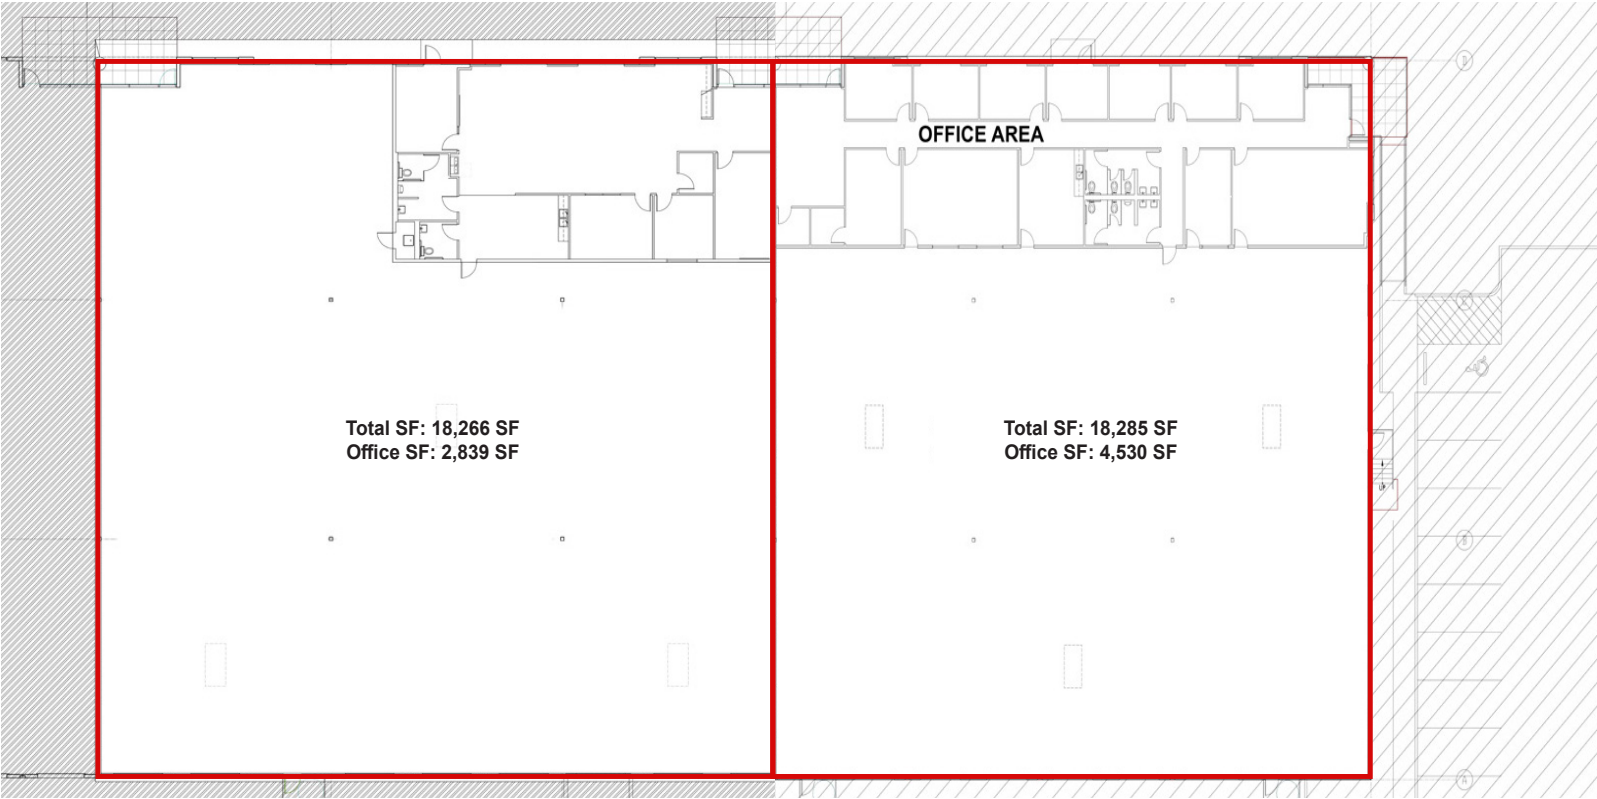 OFFICE AREA
Total SF: 18,266 SF
Office SF: 2,839 SF
Total SF: 18,285 SF
Office SF: 4,530 SF